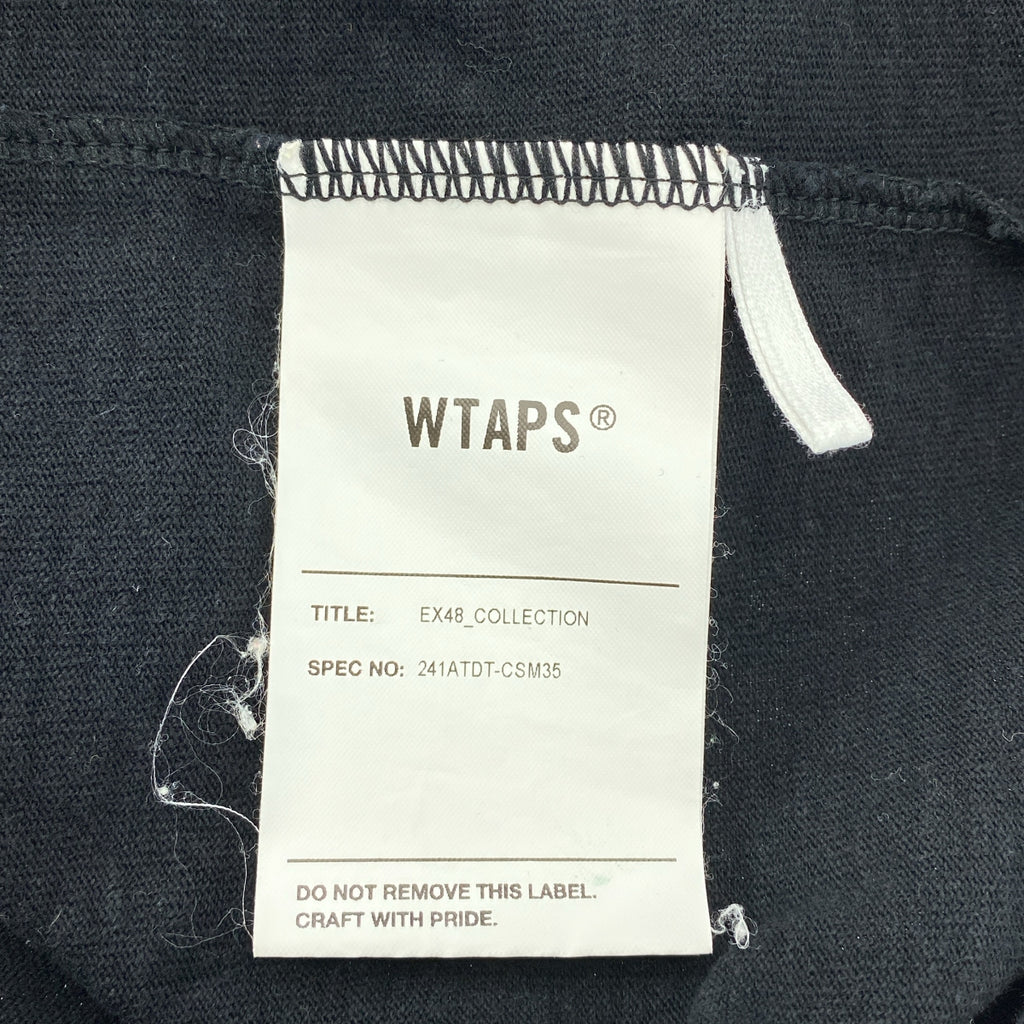 WTAPS®
TITLE: EX48_COLLECTION
SPEC NO: 241ATDT-CSM35
DO NOT REMOVE THIS LABEL.
CRAFT WITH PRIDE.